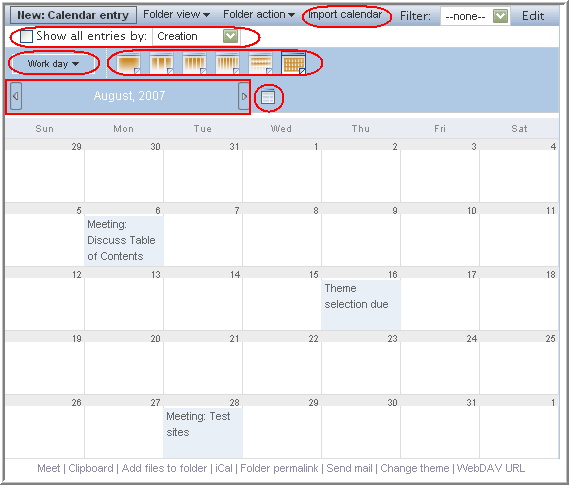 New: Calendar entry Folder view Folder action Import calendar Filter: --none-- Edit
Show all entries by: Creation
Work day
August, 2007
Sun Mon Tue Wed Thu Fri Sat
29 30 31 1 2 3 4
5 6 7 8 9 10 11
Meeting:
Discuss Table
of Contents
12 13 14 15 16 17 18
Theme
selection due
19 20 21 22 23 24 25
26 27 28 29 30 31 1
Meeting: Test
sites
Meet | Clipboard | Add files to folder | iCal | Folder permalink | Send mail | Change theme | WebDAV URL